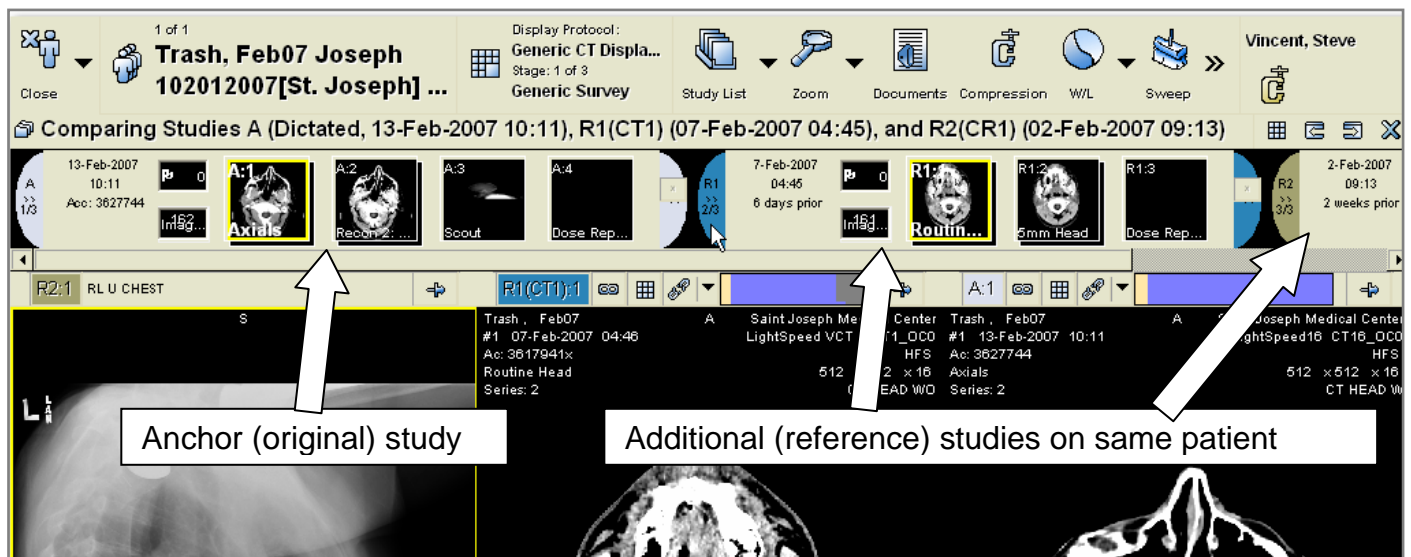 1 of 1
Trash, Feb07 Joseph
102012007[St. Joseph] ...
Display Protocol:
Generic CT Displa...
Stage: 1 of 3
Generic Survey
Close
Study List
Zoom
Documents
Compression
W/L
Sweep
»
Vincent, Steve
Comparing Studies A (Dictated, 13-Feb-2007 10:11), R1(CT1) (07-Feb-2007 04:45), and R2(CR1) (02-Feb-2007 09:13)
A
>>
1/3
13-Feb-2007
10:11
Acc: 3627744
0
162
Imag...
A:1
Axials
A:2
Recon 2: ...
A:3
Scout
A:4
Dose Rep...
R1
>>
2/3
7-Feb-2007
04:45
6 days prior
0
161
Imag...
R1:1
Routin...
R1:2
5mm Head
R1:3
Dose Rep...
R2
>>
3/3
2-Feb-2007
09:13
2 weeks prior
R2:1 RL U CHEST
R1(CT1):1
A:1
S
L
Trash , Feb07 A Saint Joseph Center
#1 07-Feb-2007 04:46 LightSpeed VCT
Ac: 3617941x HFS
Routine Head 512 x 16
Series: 2 WO
Trash , Feb07 A Joseph Medical Center
#1 13-Feb-2007 10:11 CT16_OC0
Ac: 3627744 HFS
Axials 512 x 512 x 16
Series: 2 CT HEAD
Anchor (original) study
Additional (reference) studies on same patient